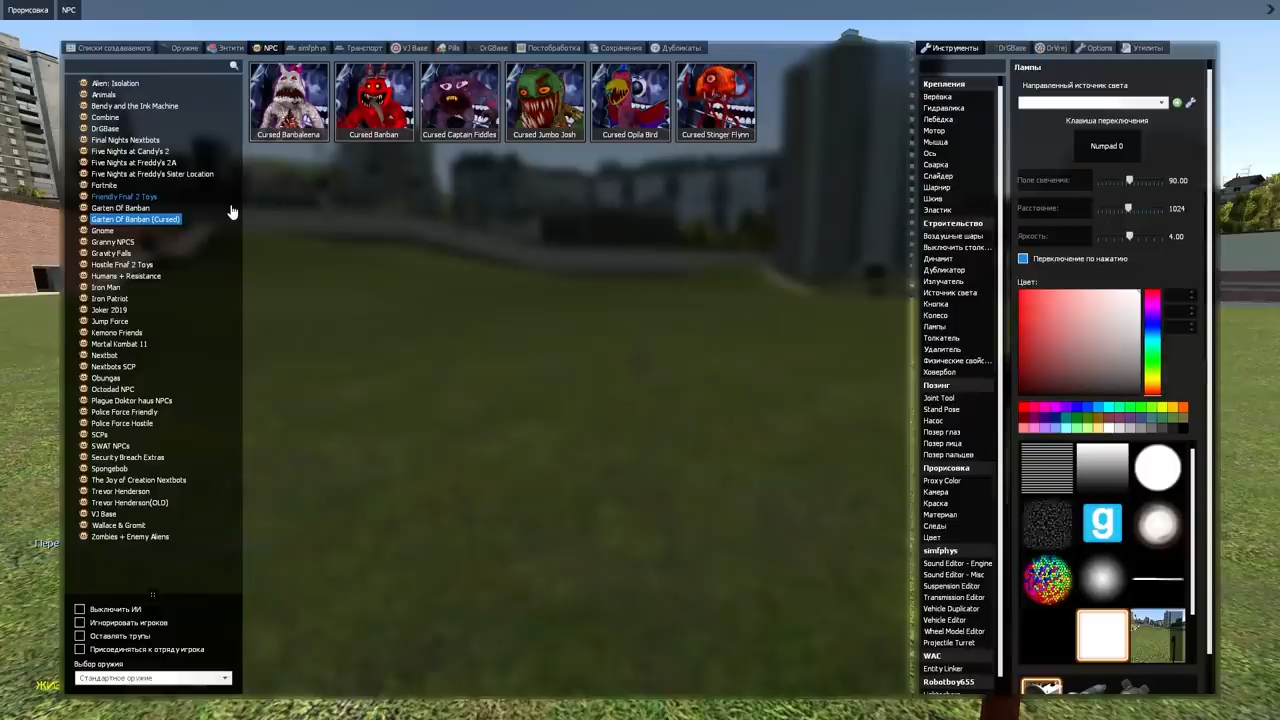 Прорисовка NPC
Списки создаваемого Оружие Энтити NPC simfphys Транспорт VJ Base Pills DrGBase Постобработка Сохранения Дубликаты
Alien: Isolation
Animals
Bendy and the Ink Machine
Combine
DrGBase
Final Nights Nextbots
Five Nights at Candy's 2
Five Nights at Freddy's 2A
Five Nights at Freddy's Sister Location
Fortnite
Friendly Fnaf 2 Toys
Garten Of Banban
Garten Of Banban (Cursed)
Gnome
Granny NPCS
Gravity Falls
Hostile Fnaf 2 Toys
Humans + Resistance
Iron Man
Iron Patriot
Joker 2019
Jump Force
Kemono Friends
Mortal Kombat 11
Nextbot
Nextbots SCP
Obungas
Octodad NPC
Plague Doktor haus NPCs
Police Force Friendly
Police Force Hostile
SCPs
SWAT NPCs
Security Breach Extras
Spongebob
The Joy of Creation Nextbots
Trevor Henderson
Trevor Henderson(OLD)
VJ Base
Wallace & Gromit
Zombies + Enemy Aliens
Выключить ИИ
Игнорировать игроков
Оставлять трупы
Присоединяться к отряду игрока
Выбор оружия
Стандартное оружие
Cursed Banbaleena Cursed Banban Cursed Captain Fiddles Cursed Jumbo Josh Cursed Opila Bird Cursed Stinger Flynn
Инструменты DrGBase Options Утилиты
Крепления
Верёвка
Гидравлика
Лебёдка
Мотор
Мышца
Ось
Сварка
Слайдер
Шарнир
Шкив
Эластик
Строительство
Воздушные шары
Выключить столк...
Динамит
Дубликатор
Излучатель
Источник света
Кнопка
Колесо
Лампы
Толкатель
Удалитель
Физические свойс...
Ховербол
Позинг
Joint Tool
Stand Pose
Насос
Позер глаз
Позер лица
Позер пальцев
Прорисовка
Proxy Color
Камера
Краска
Материал
Следы
Цвет
simfphys
Sound Editor - Engine
Sound Editor - Misc
Suspension Editor
Transmission Editor
Vehicle Duplicator
Vehicle Editor
Wheel Model Editor
Projectile Turret
WAC
Entity Linker
Robotboy655
Лампы
Направленный источник света
Клавиша переключения
Numpad 0
Поле свечения: 90.00
Расстояние: 1024
Яркость: 4.00
Переключение по нажатию
Цвет:
g